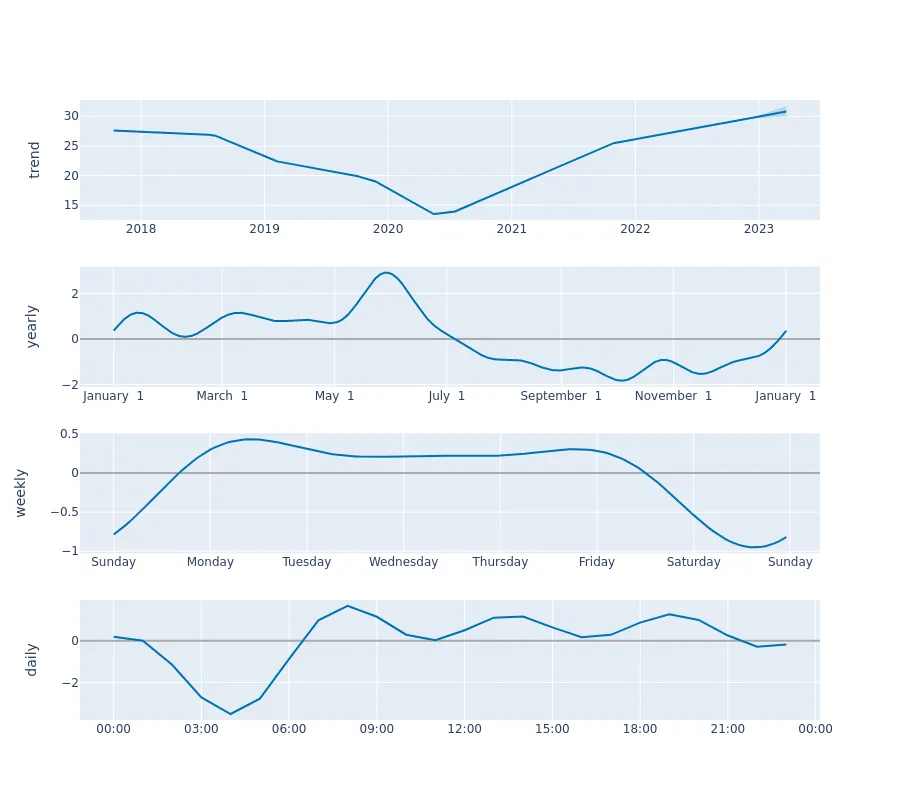 trend
30
25
20
15
2018 2019 2020 2021 2022 2023
yearly
2
0
−2
January 1 March 1 May 1 July 1 September 1 November 1 January 1
weekly
0.5
0
−0.5
−1
Sunday Monday Tuesday Wednesday Thursday Friday Saturday Sunday
daily
0
−2
00:00 03:00 06:00 09:00 12:00 15:00 18:00 21:00 00:00